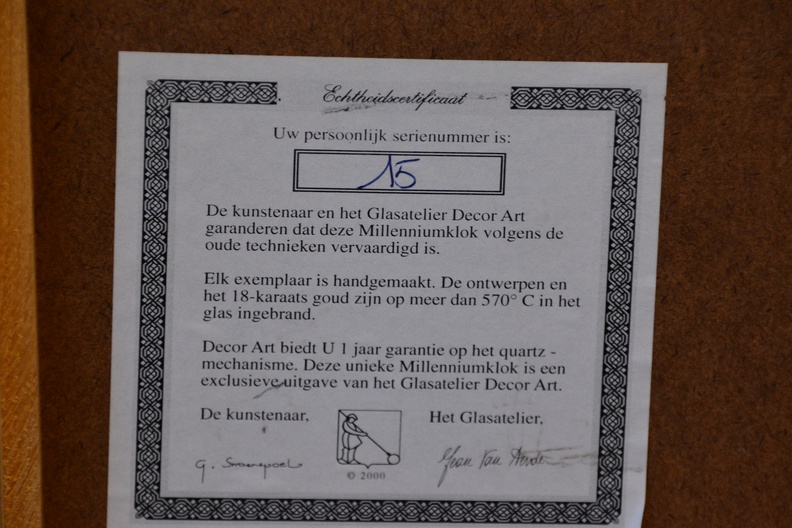 Echtheidscertificaat
Uw persoonlijk serienummer is:
15
De kunstenaar en het Glasatelier Decor Art
garanderen dat deze Millenniumklok volgens de
oude technieken vervaardigd is.
Elk exemplaar is handgemaakt. De ontwerpen en
het 18-karaats goud zijn op meer dan 570° C in het
glas ingebrand.
Decor Art biedt U 1 jaar garantie op het quartz -
mechanisme. Deze unieke Millenniumklok is een
exclusieve uitgave van het Glasatelier Decor Art.
De kunstenaar,
Het Glasatelier,
© 2000
G.
Van